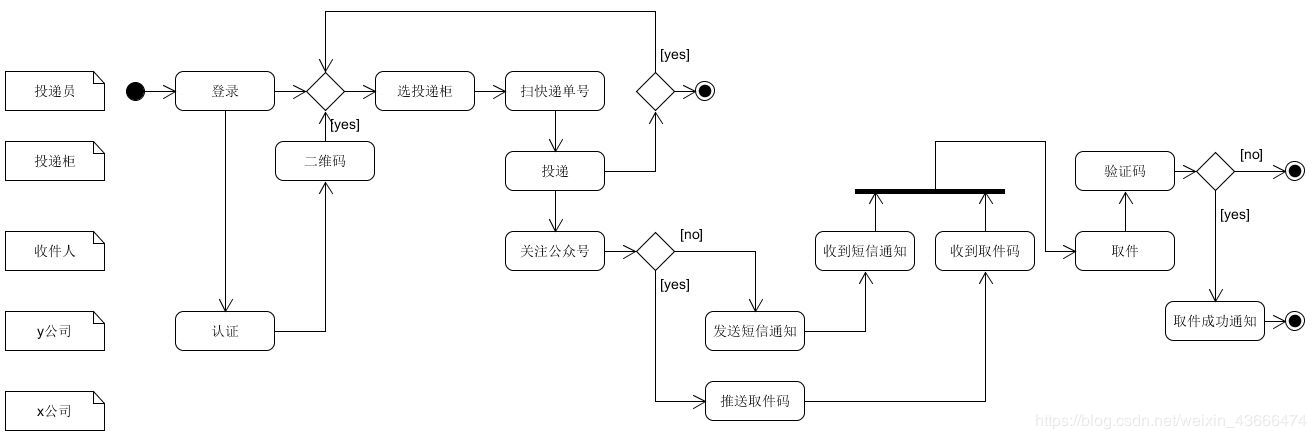 [yes]
投递员
登录
选投递柜
扫快递单号
[yes]
投递柜
二维码
投递
验证码
[no]
[yes]
收件人
关注公众号
[no]
收到短信通知
收到取件码
取件
[yes]
y公司
认证
发送短信通知
取件成功通知
x公司
推送取件码
https://blog.csdn.net/weixin_43666474